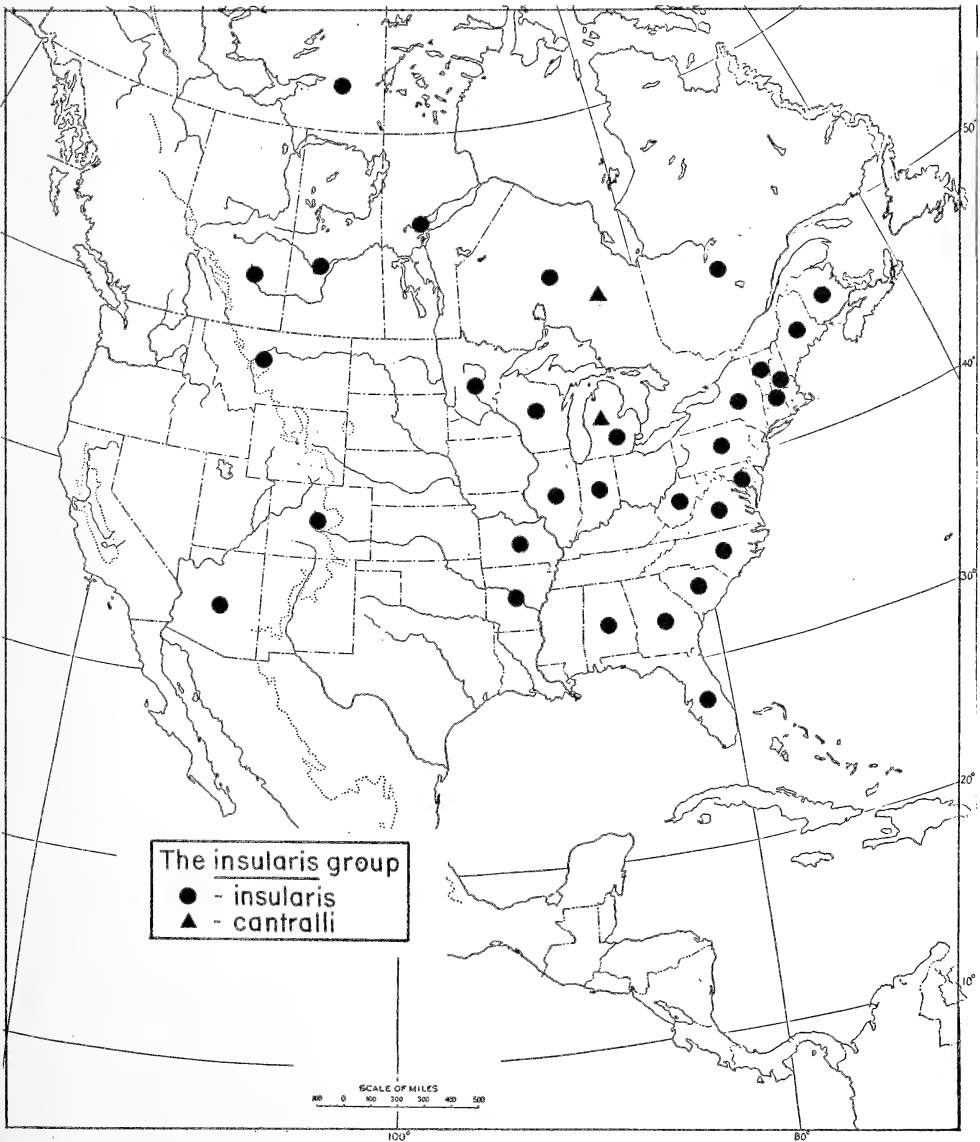 50°
40°
30°
20°
The insularis group
● - insularis
▲ - cantralli
10°
SCALE OF MILES
100 0 100 200 300 400 500
100°
80°